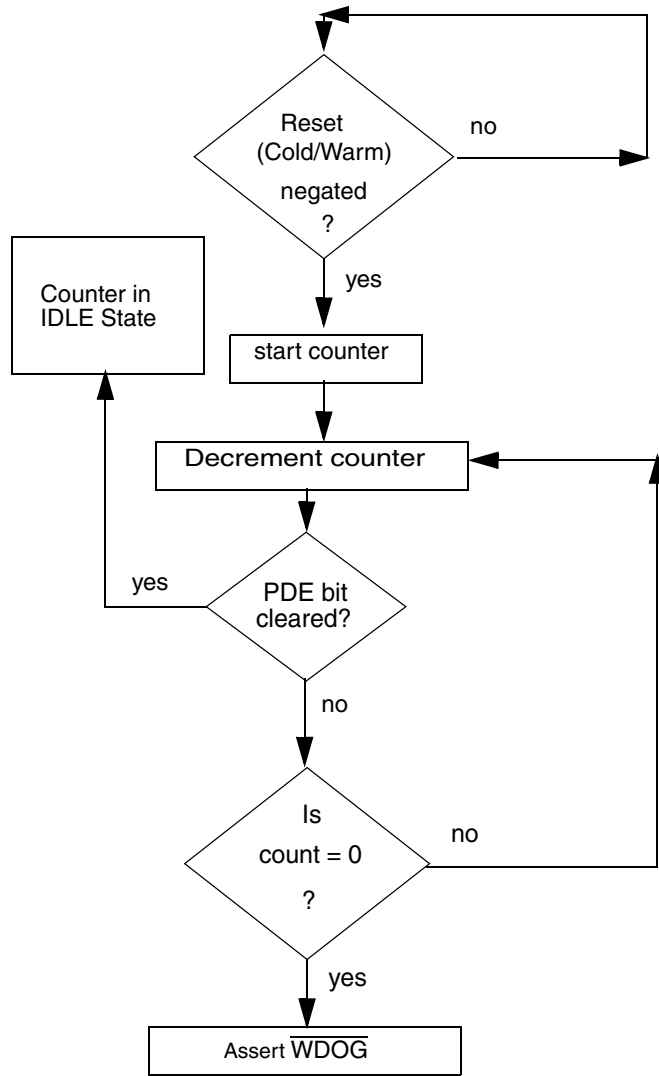 Reset
(Cold/Warm)
negated
?
no
yes
Counter in
IDLE State
start counter
Decrement counter
yes
PDE bit
cleared?
no
Is
count = 0
?
no
yes
Assert W̅D̅O̅G̅